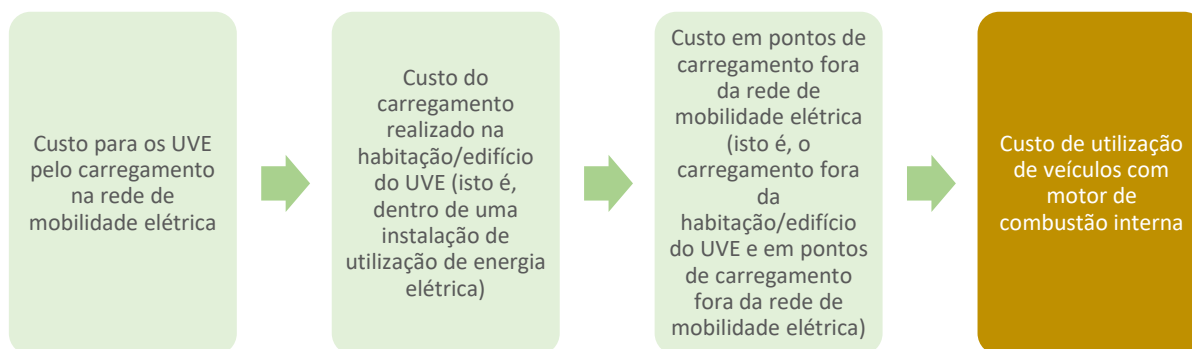 Custo para os UVE
pelo carregamento
na rede de
mobilidade elétrica
Custo do
carregamento
realizado na
habitação/edifício
do UVE (isto é,
dentro de uma
instalação de
utilização de energia
elétrica)
Custo em pontos de
carregamento fora
da rede de
mobilidade elétrica
(isto é, o
carregamento fora
da
habitação/edifício
do UVE e em pontos
de carregamento
fora da rede de
mobilidade elétrica)
Custo de utilização
de veículos com
motor de
combustão interna